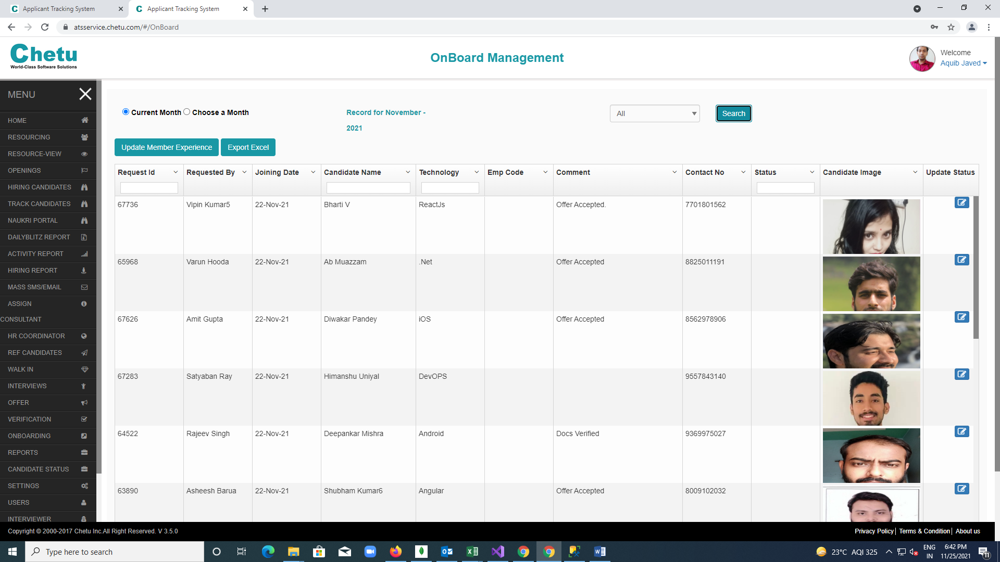 Applicant Tracking System
Applicant Tracking System
atsservice.chetu.com/#/OnBoard
Chetu
World-Class Software Solutions
OnBoard Management
Welcome
Aquib Javed
MENU
HOME
RESOURCING
RESOURCE-VIEW
OPENINGS
HIRING CANDIDATES
TRACK CANDIDATES
NAUKRI PORTAL
DAILYBLITZ REPORT
ACTIVITY REPORT
HIRING REPORT
MASS SMS/EMAIL
ASSIGN
CONSULTANT
HR COORDINATOR
REF CANDIDATES
WALK IN
INTERVIEWS
OFFER
VERIFICATION
ONBOARDING
REPORTS
CANDIDATE STATUS
SETTINGS
USERS
INTERVIEWER
Current Month Choose a Month
Record for November -
2021
All
Search
Update Member Experience Export Excel
Request Id Requested By Joining Date Candidate Name Technology Emp Code Comment Contact No Status Candidate Image Update Status
67736 Vipin Kumar5 22-Nov-21 Bharti V ReactJs Offer Accepted. 7701801562
65968 Varun Hooda 22-Nov-21 Ab Muazzam .Net Offer Accepted 8825011191
67626 Amit Gupta 22-Nov-21 Diwakar Pandey iOS Offer Accepted 8562978906
67283 Satyaban Ray 22-Nov-21 Himanshu Uniyal DevOPS 9557843140
64522 Rajeev Singh 22-Nov-21 Deepankar Mishra Android Docs Verified 9369975027
63890 Asheesh Barua 22-Nov-21 Shubham Kumar6 Angular Offer Accepted 8009102032
Copyright © 2000-2017 Chetu Inc.All Right Reserved. V 3.5.0
Privacy Policy| Terms & Condition| About us
Type here to search
23°C AQI 325
ENG
IN
6:42 PM
11/25/2021
11